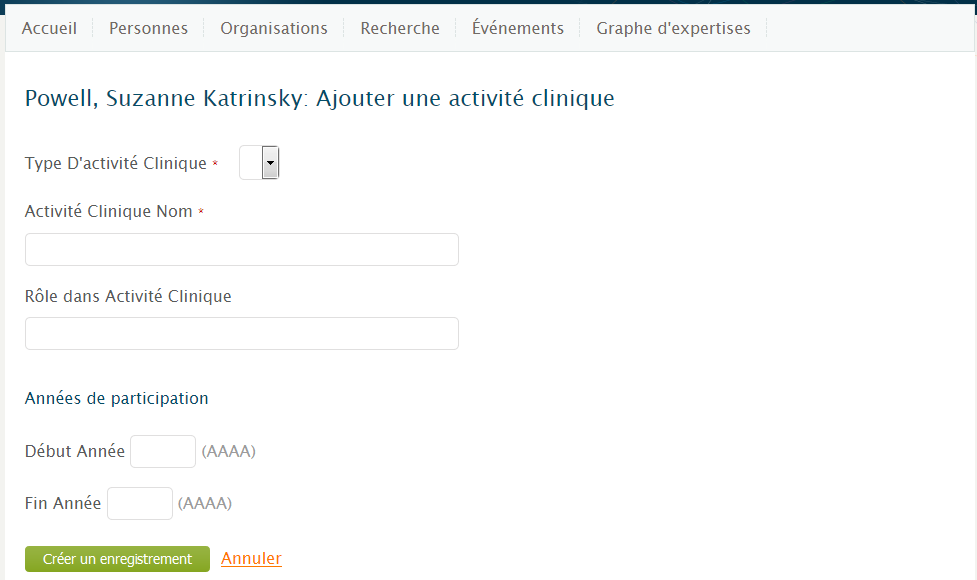 Accueil Personnes Organisations Recherche Événements Graphe d'expertises
Powell, Suzanne Katrinsky: Ajouter une activité clinique
Type D'activité Clinique *
Activité Clinique Nom *
Rôle dans Activité Clinique
Années de participation
Début Année (AAAA)
Fin Année (AAAA)
Créer un enregistrement Annuler